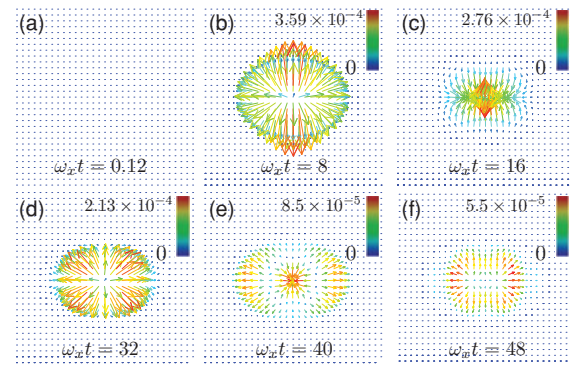 (a)
(b) 3.59 × 10⁻⁴
0
(c) 2.76 × 10⁻⁴
0
ωₓt = 0.12
ωₓt = 8
ωₓt = 16
(d) 2.13 × 10⁻⁴
0
(e) 8.5 × 10⁻⁵
0
(f) 5.5 × 10⁻⁵
0
ωₓt = 32
ωₓt = 40
ωₓt = 48